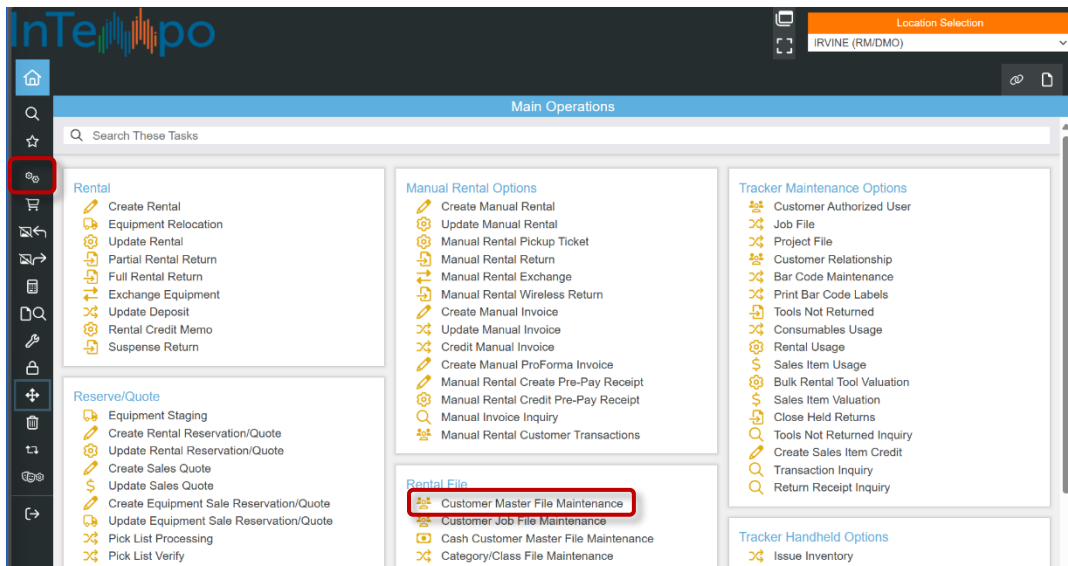 InTempo
Location Selection
IRVINE (RM/DMO)
Main Operations
Search These Tasks
Rental
Create Rental
Equipment Relocation
Update Rental
Partial Rental Return
Full Rental Return
Exchange Equipment
Update Deposit
Rental Credit Memo
Suspense Return
Reserve/Quote
Equipment Staging
Create Rental Reservation/Quote
Update Rental Reservation/Quote
Create Sales Quote
Update Sales Quote
Create Equipment Sale Reservation/Quote
Update Equipment Sale Reservation/Quote
Pick List Processing
Pick List Verify
Manual Rental Options
Create Manual Rental
Update Manual Rental
Manual Rental Pickup Ticket
Manual Rental Return
Manual Rental Exchange
Manual Rental Wireless Return
Create Manual Invoice
Update Manual Invoice
Credit Manual Invoice
Create Manual ProForma Invoice
Manual Rental Create Pre-Pay Receipt
Manual Rental Credit Pre-Pay Receipt
Manual Invoice Inquiry
Manual Rental Customer Transactions
Rental File
Customer Master File Maintenance
Customer Job File Maintenance
Cash Customer Master File Maintenance
Category/Class File Maintenance
Tracker Maintenance Options
Customer Authorized User
Job File
Project File
Customer Relationship
Bar Code Maintenance
Print Bar Code Labels
Tools Not Returned
Consumables Usage
Rental Usage
Sales Item Usage
Bulk Rental Tool Valuation
Sales Item Valuation
Close Held Returns
Tools Not Returned Inquiry
Create Sales Item Credit
Transaction Inquiry
Return Receipt Inquiry
Tracker Handheld Options
Issue Inventory